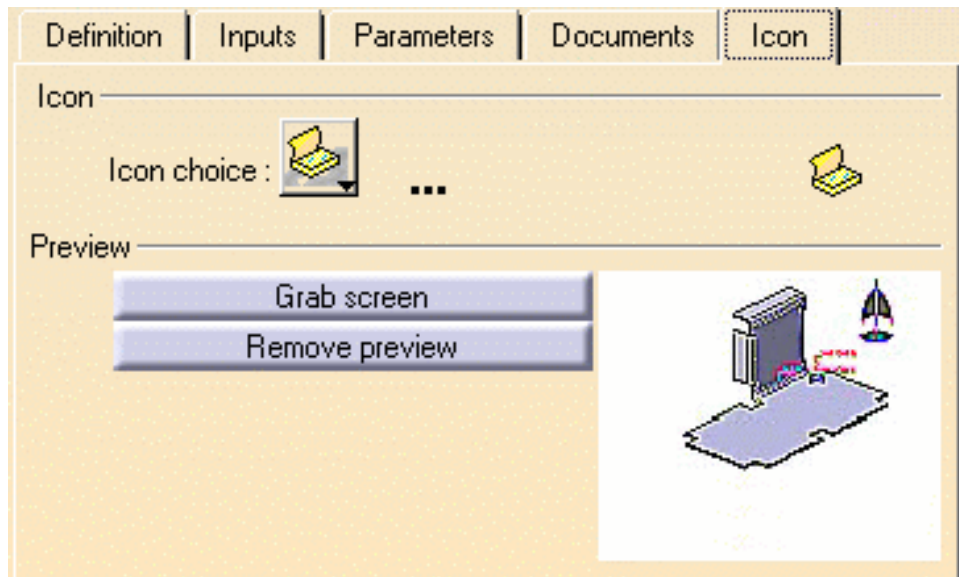 Definition Inputs Parameters Documents Icon
Icon
Icon choice : ...
Preview
Grab screen
Remove preview